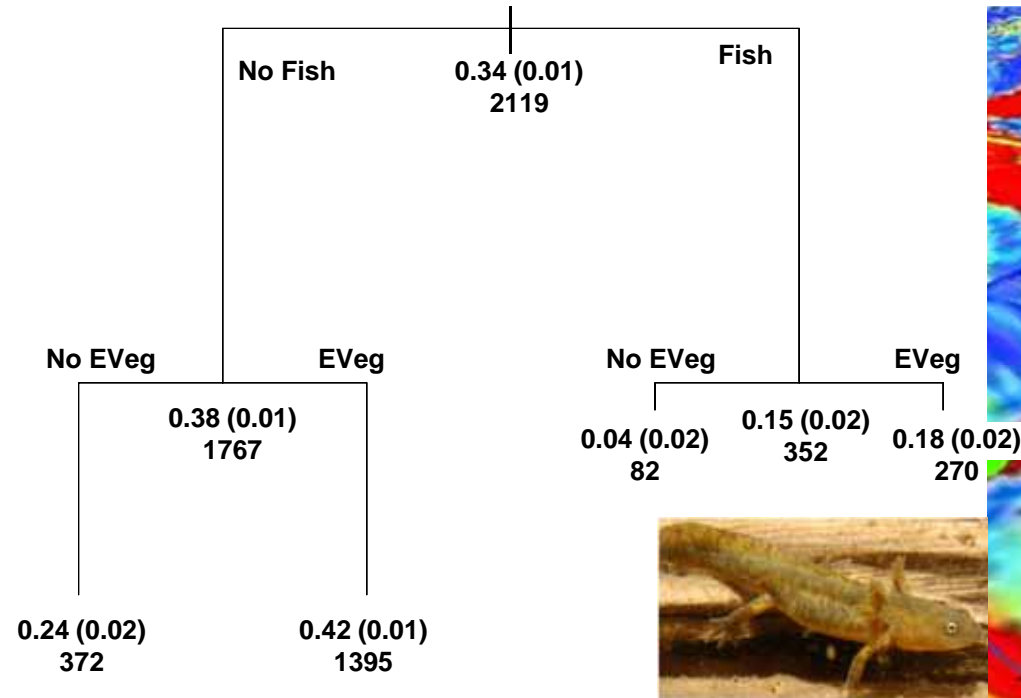 No Fish
0.34 (0.01)
2119
Fish
No EVeg
EVeg
0.38 (0.01)
1767
No EVeg
EVeg
0.04 (0.02)
82
0.15 (0.02)
352
0.18 (0.02)
270
0.24 (0.02)
372
0.42 (0.01)
1395